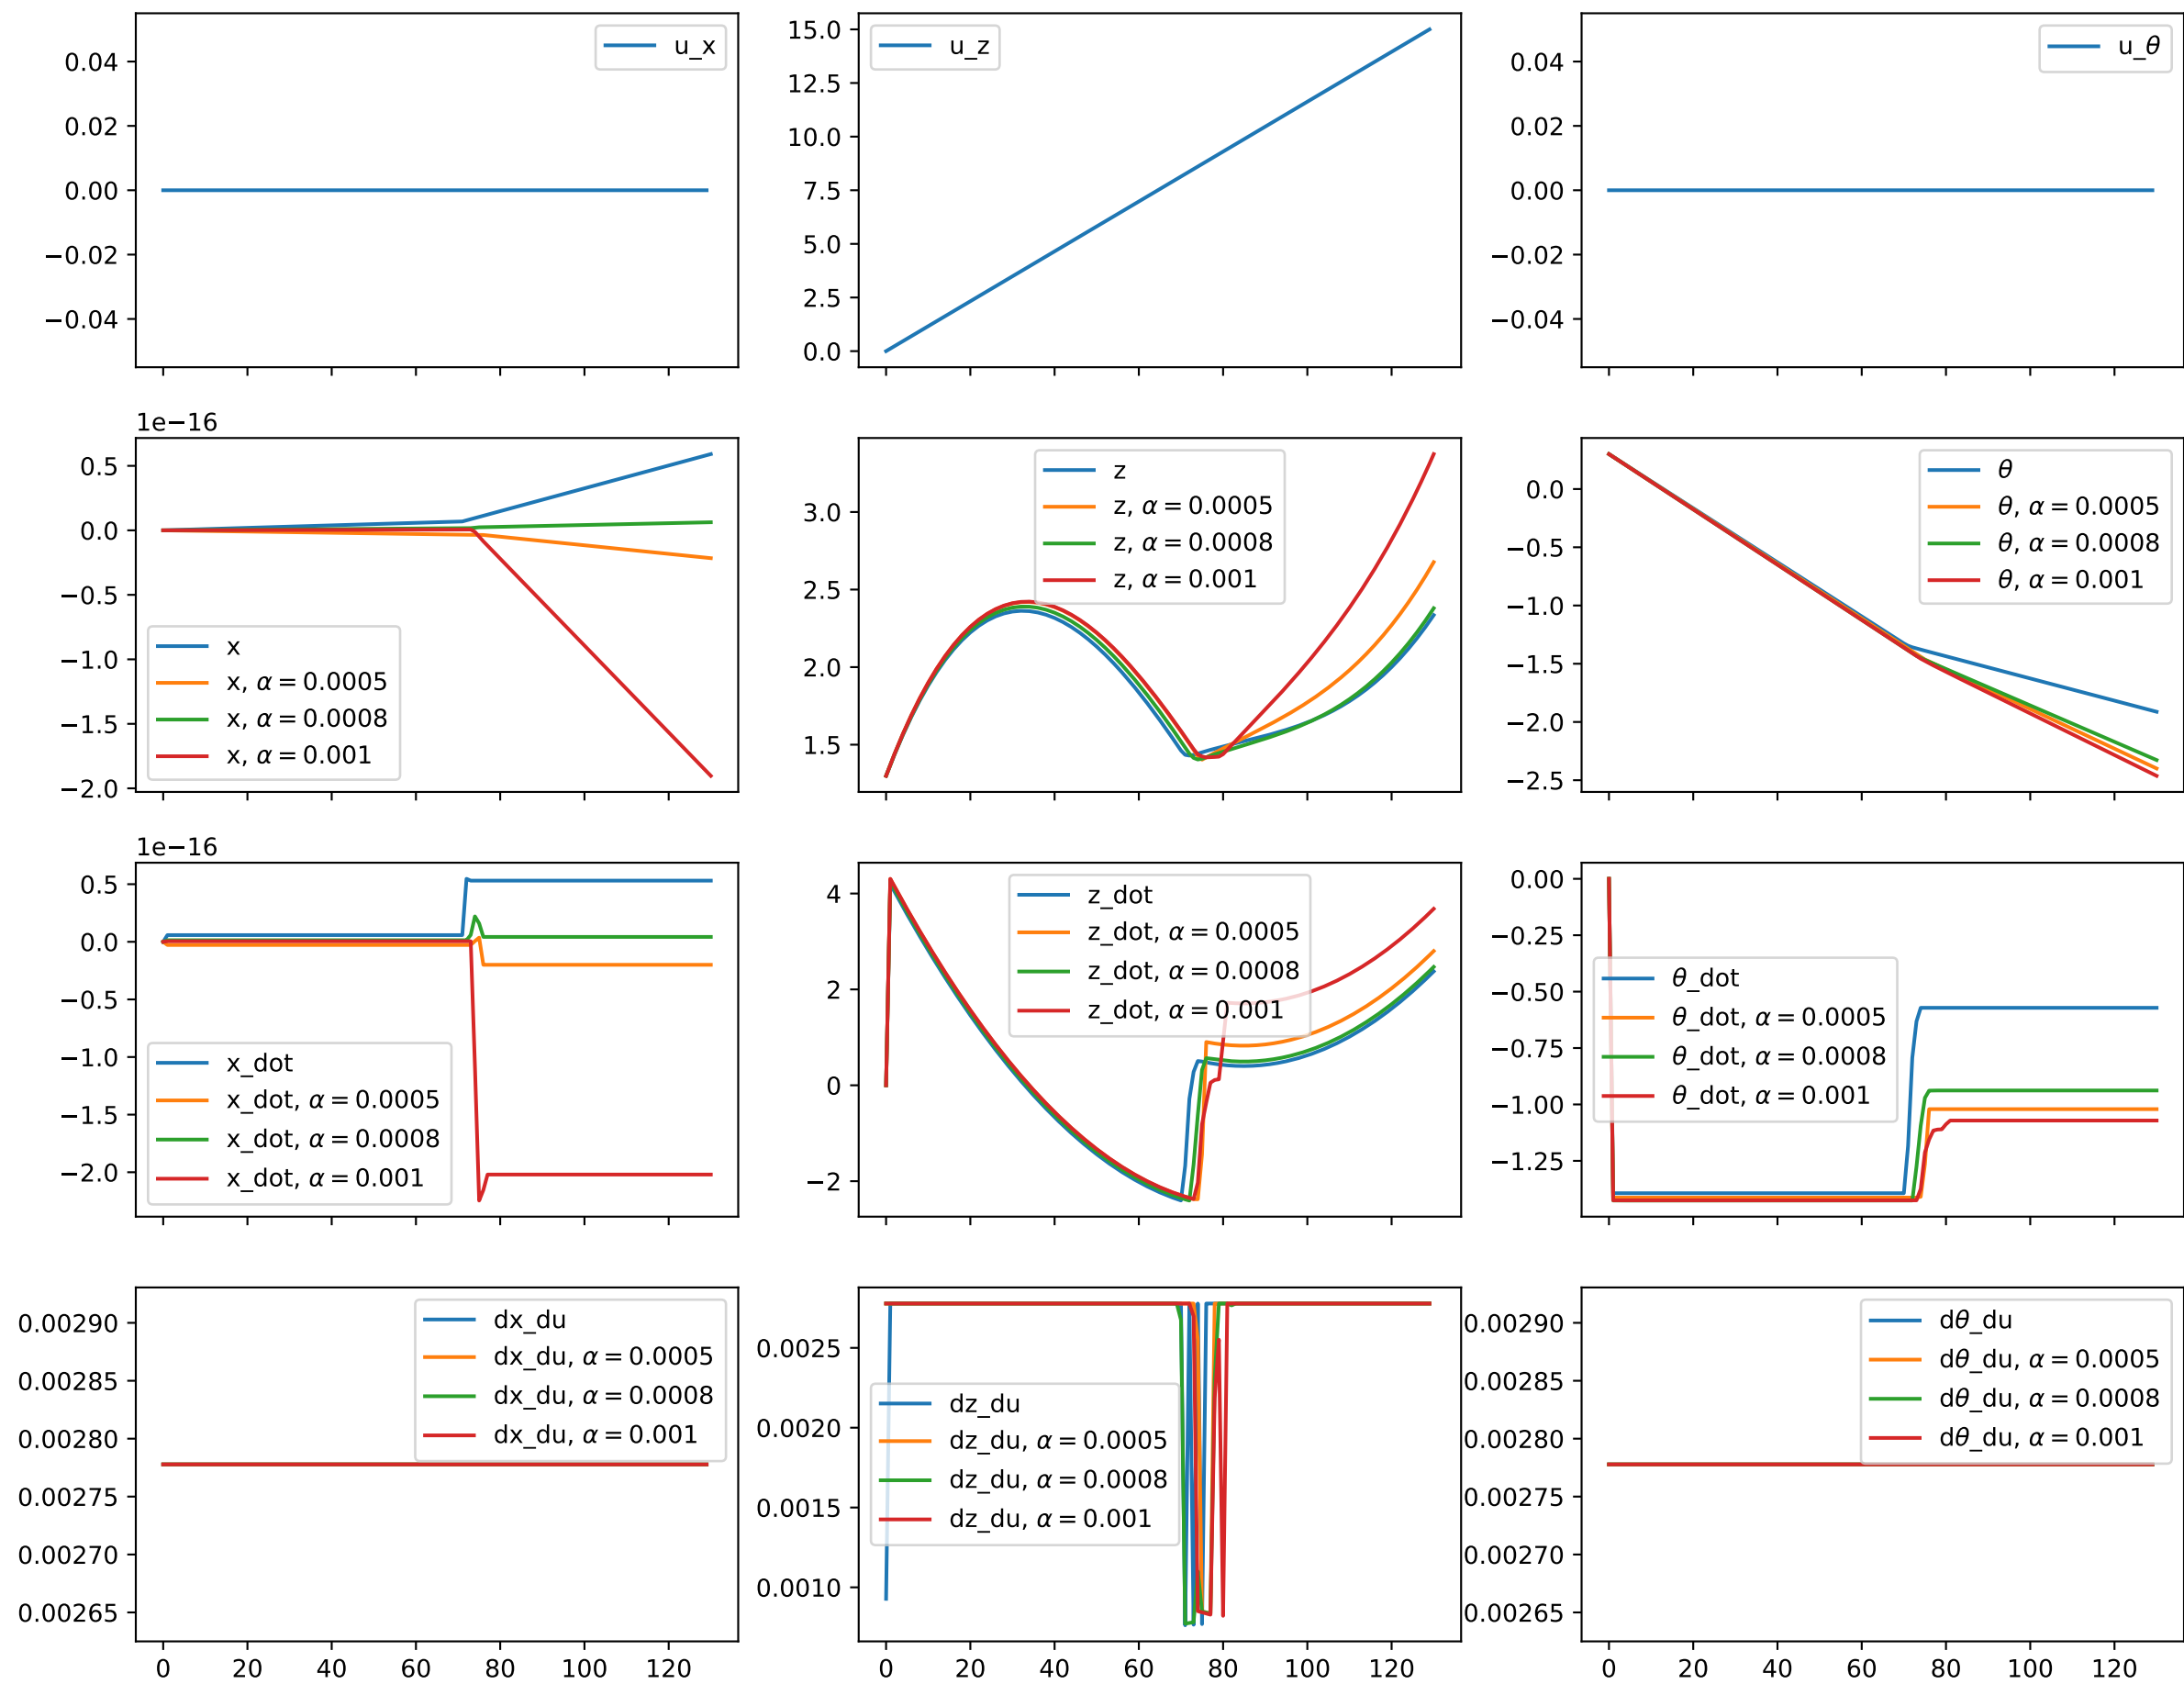 0.04
0.02
0.00
−0.02
−0.04
u_x
15.0
12.5
10.0
7.5
5.0
2.5
0.0
u_z
0.04
0.02
0.00
−0.02
−0.04
u_θ
1e−16
0.5
0.0
−0.5
−1.0
−1.5
−2.0
x
x, α = 0.0005
x, α = 0.0008
x, α = 0.001
3.0
2.5
2.0
1.5
z
z, α = 0.0005
z, α = 0.0008
z, α = 0.001
0.0
−0.5
−1.0
−1.5
−2.0
−2.5
θ
θ, α = 0.0005
θ, α = 0.0008
θ, α = 0.001
1e−16
0.5
0.0
−0.5
−1.0
−1.5
−2.0
x_dot
x_dot, α = 0.0005
x_dot, α = 0.0008
x_dot, α = 0.001
4
2
0
−2
z_dot
z_dot, α = 0.0005
z_dot, α = 0.0008
z_dot, α = 0.001
0.00
−0.25
−0.50
−0.75
−1.00
−1.25
θ_dot
θ_dot, α = 0.0005
θ_dot, α = 0.0008
θ_dot, α = 0.001
0.00290
0.00285
0.00280
0.00275
0.00270
0.00265
dx_du
dx_du, α = 0.0005
dx_du, α = 0.0008
dx_du, α = 0.001
0 20 40 60 80 100 120
0.0025
0.0020
0.0015
0.0010
dz_du
dz_du, α = 0.0005
dz_du, α = 0.0008
dz_du, α = 0.001
0 20 40 60 80 100 120
0.00290
0.00285
0.00280
0.00275
0.00270
0.00265
dθ_du
dθ_du, α = 0.0005
dθ_du, α = 0.0008
dθ_du, α = 0.001
0 20 40 60 80 100 120